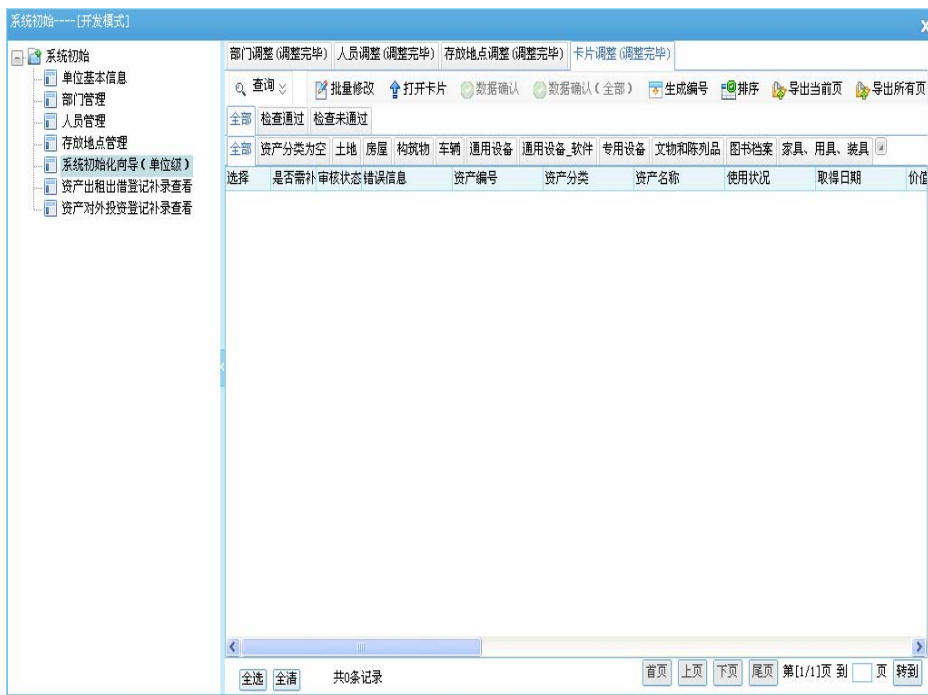 系统初始----[开发模式]
X
系统初始
单位基本信息
部门管理
人员管理
存放地点管理
系统初始化向导(单位级)
资产出租出借登记补录查看
资产对外投资登记补录查看
部门调整(调整完毕) 人员调整(调整完毕) 存放地点调整(调整完毕) 卡片调整(调整完毕)
查询 批量修改 打开卡片 数据确认 数据确认(全部) 生成编号 排序 导出当前页 导出所有页
全部 检查通过 检查未通过
全部 资产分类为空 土地 房屋 构筑物 车辆 通用设备 通用设备_软件 专用设备 文物和陈列品 图书档案 家具、用具、装具
选择 是否需补 审核状态 错误信息 资产编号 资产分类 资产名称 使用状况 取得日期 价值
全选 全清 共0条记录 首页 上页 下页 尾页 第[1/1]页 到 页 转到